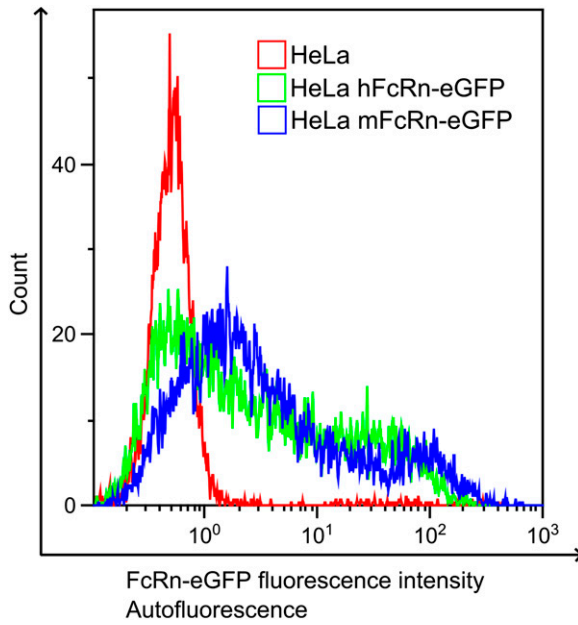 HeLa
HeLa hFcRn-eGFP
HeLa mFcRn-eGFP
40
20
0
Count
10⁰ 10¹ 10² 10³
FcRn-eGFP fluorescence intensity
Autofluorescence